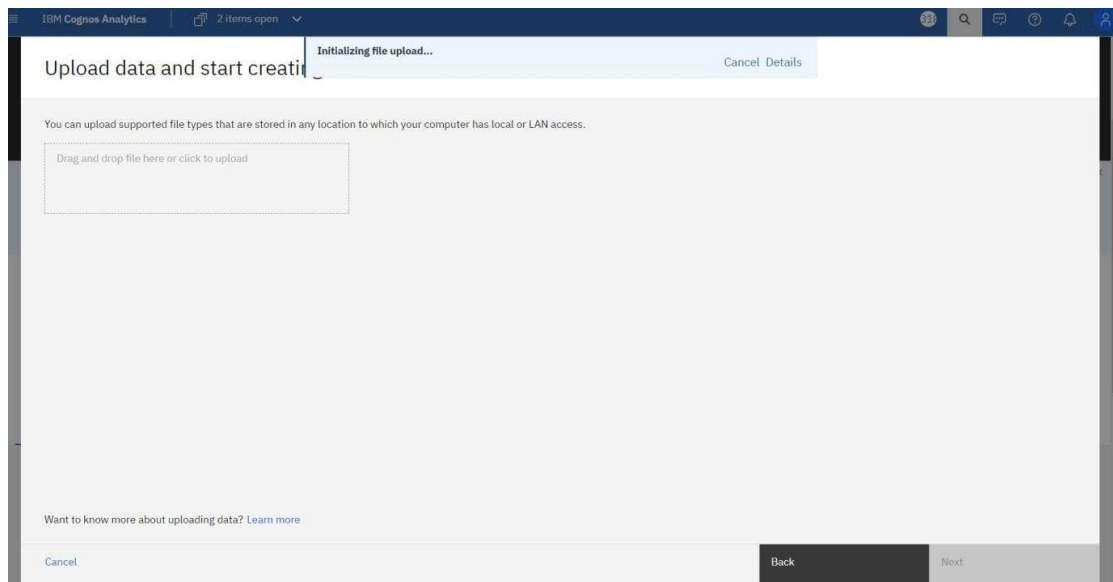 IBM Cognos Analytics
2 items open
31
Initializing file upload...
Cancel Details
Upload data and start creati
You can upload supported file types that are stored in any location to which your computer has local or LAN access.
Drag and drop file here or click to upload
Want to know more about uploading data? Learn more
Cancel
Back
Next